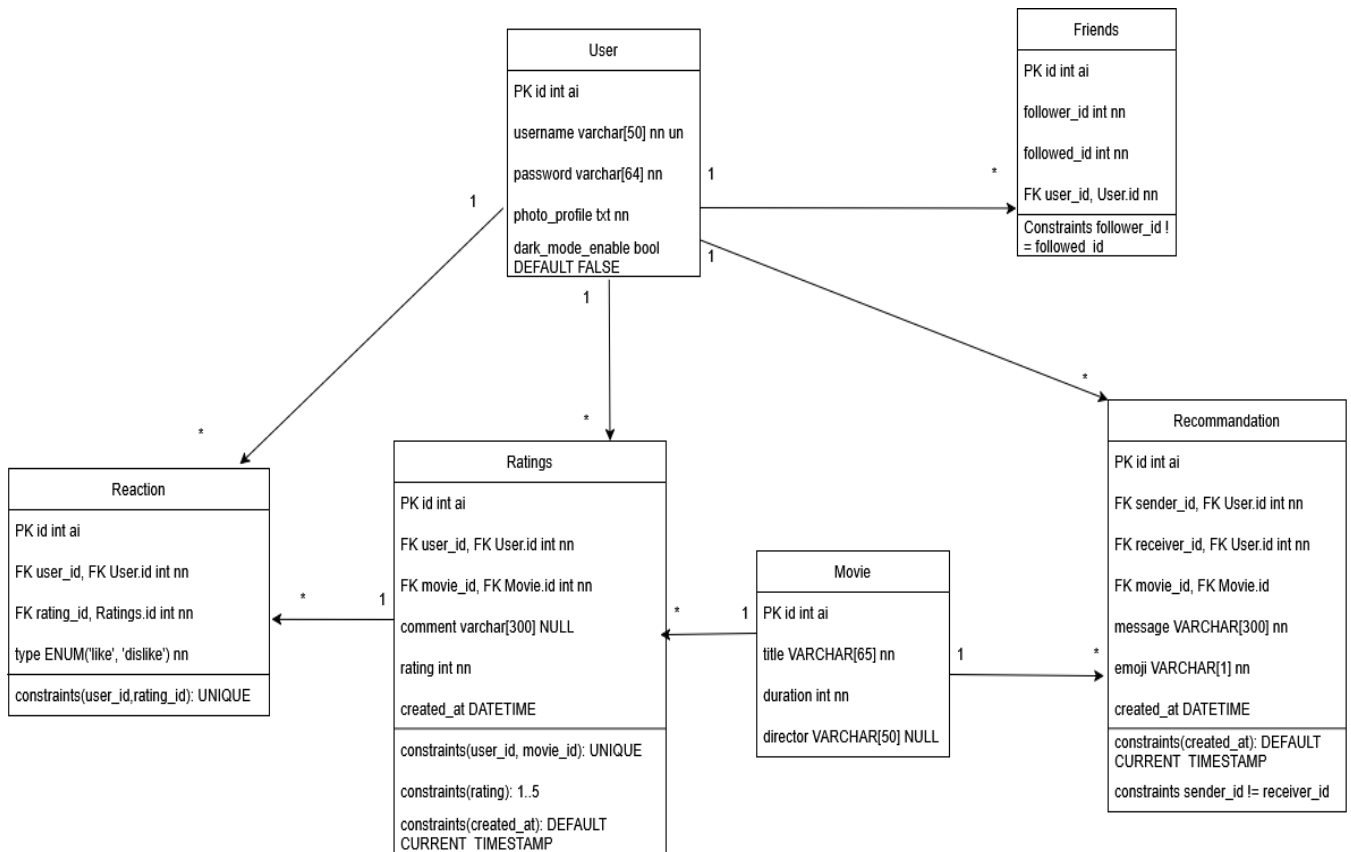 User
PK id int ai
username varchar[50] nn un
password varchar[64] nn
photo_profile txt nn
dark_mode_enable bool
DEFAULT FALSE
Friends
PK id int ai
follower_id int nn
followed_id int nn
FK user_id, User.id nn
Constraints follower_id !
= followed_id
1
1
1
1
*
*
*
*
Reaction
PK id int ai
FK user_id, FK User.id int nn
FK rating_id, Ratings.id int nn
type ENUM('like', 'dislike') nn
constraints(user_id,rating_id): UNIQUE
*
1
Ratings
PK id int ai
FK user_id, FK User.id int nn
FK movie_id, FK Movie.id int nn
comment varchar[300] NULL
rating int nn
created_at DATETIME
constraints(user_id, movie_id): UNIQUE
constraints(rating): 1..5
constraints(created_at): DEFAULT
CURRENT_TIMESTAMP
*
1
Movie
PK id int ai
title VARCHAR[65] nn
duration int nn
director VARCHAR[50] NULL
1
*
Recommandation
PK id int ai
FK sender_id, FK User.id int nn
FK receiver_id, FK User.id int nn
FK movie_id, FK Movie.id
message VARCHAR[300] nn
emoji VARCHAR[1] nn
created_at DATETIME
constraints(created_at): DEFAULT
CURRENT_TIMESTAMP
constraints sender_id != receiver_id